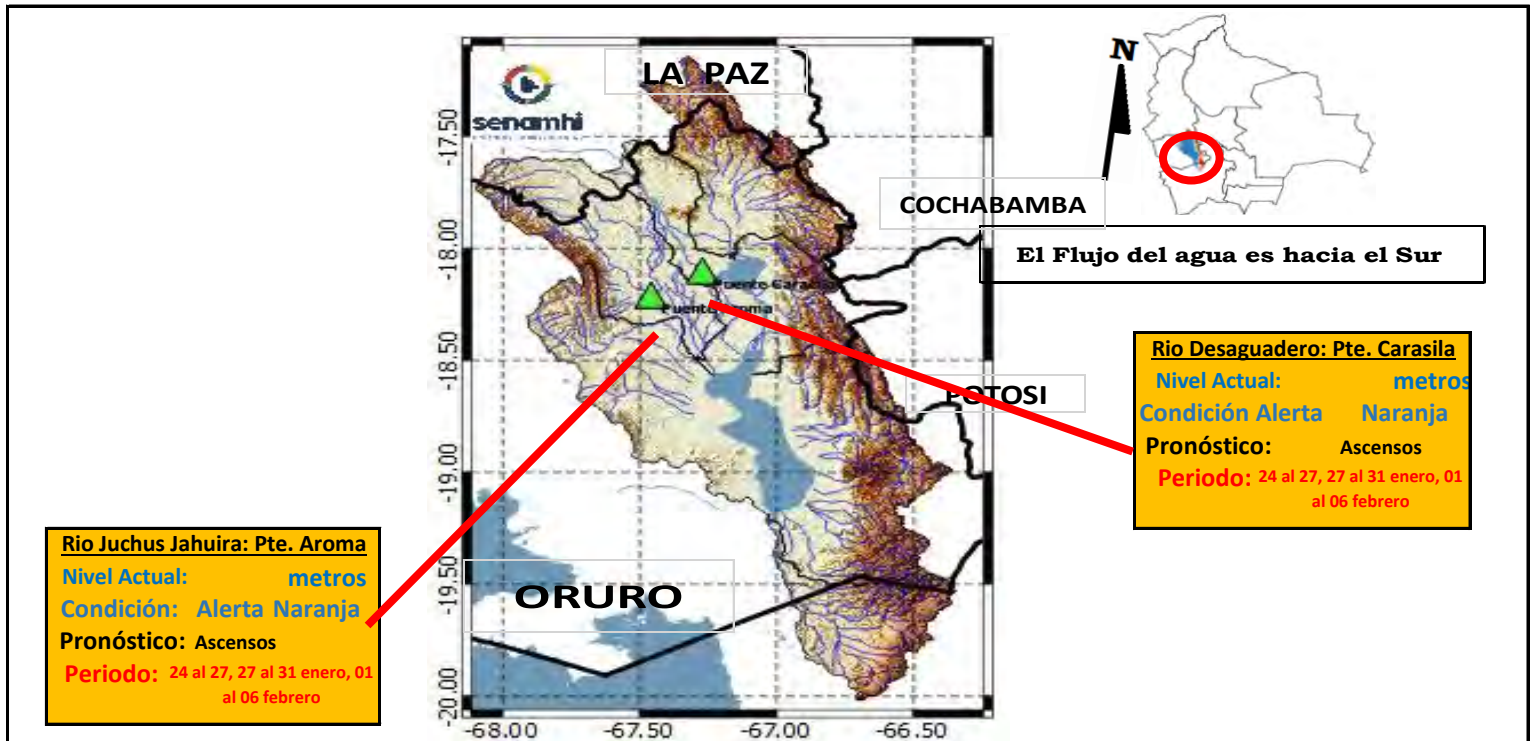 LA PAZ
senamhi
N
COCHABAMBA
El Flujo del agua es hacia el Sur
POTOSI
ORURO
Puente
Puente
Rio Desaguadero: Pte. Carasila
Nivel Actual: metros
Condición Alerta Naranja
Pronóstico: Ascensos
Periodo: 24 al 27, 27 al 31 enero, 01
al 06 febrero
Rio Juchus Jahuira: Pte. Aroma
Nivel Actual: metros
Condición: Alerta Naranja
Pronóstico: Ascensos
Periodo: 24 al 27, 27 al 31 enero, 01
al 06 febrero
-17.50
-18.00
-18.50
-19.00
-19.50
-20.00
-68.00 -67.50 -67.00 -66.50